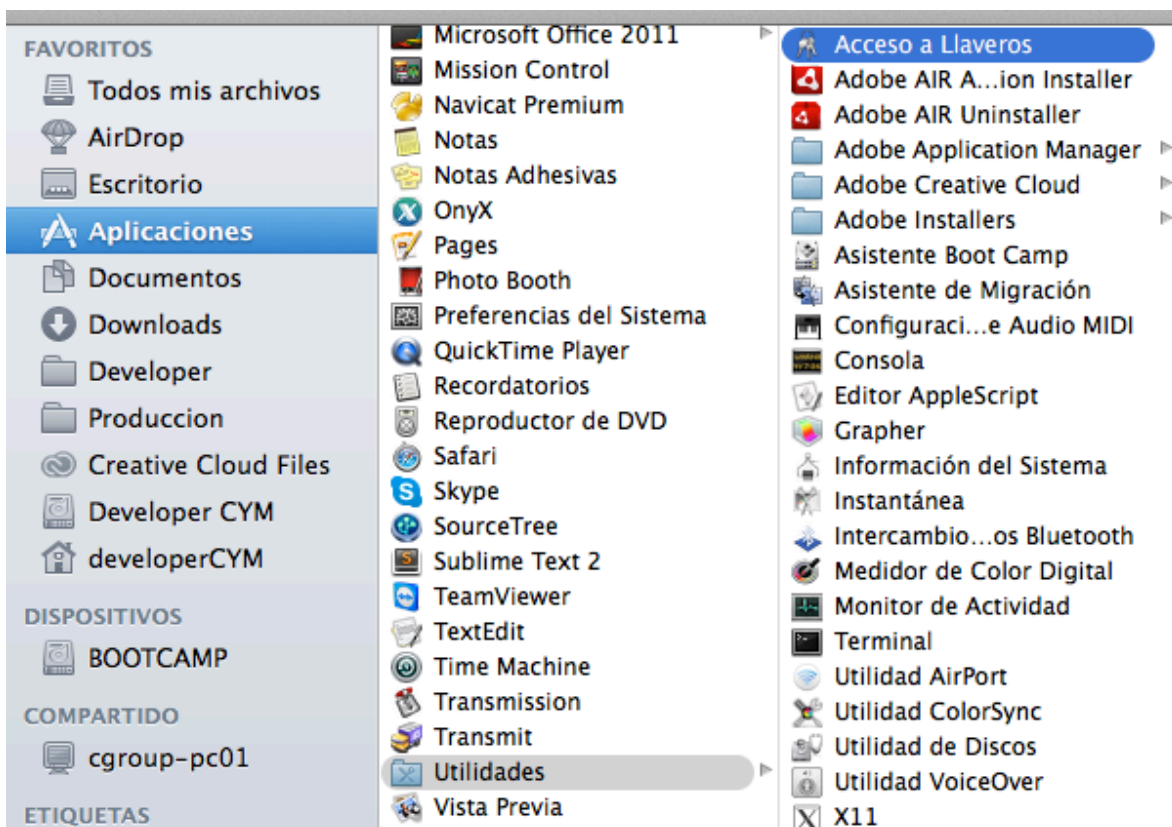 FAVORITOS
Todos mis archivos
AirDrop
Escritorio
Aplicaciones
Documentos
Downloads
Developer
Produccion
Creative Cloud Files
Developer CYM
developerCYM
DISPOSITIVOS
BOOTCAMP
COMPARTIDO
cgroup-pc01
ETIQUETAS
Microsoft Office 2011
Mission Control
Navicat Premium
Notas
Notas Adhesivas
OnyX
Pages
Photo Booth
Preferencias del Sistema
QuickTime Player
Recordatorios
Reproductor de DVD
Safari
Skype
SourceTree
Sublime Text 2
TeamViewer
TextEdit
Time Machine
Transmission
Transmit
Utilidades
Vista Previa
Acceso a Llaveros
Adobe AIR A...ion Installer
Adobe AIR Uninstaller
Adobe Application Manager
Adobe Creative Cloud
Adobe Installers
Asistente Boot Camp
Asistente de Migración
Configuraci...e Audio MIDI
Consola
Editor AppleScript
Grapher
Información del Sistema
Instantánea
Intercambio...os Bluetooth
Medidor de Color Digital
Monitor de Actividad
Terminal
Utilidad AirPort
Utilidad ColorSync
Utilidad de Discos
Utilidad VoiceOver
X11